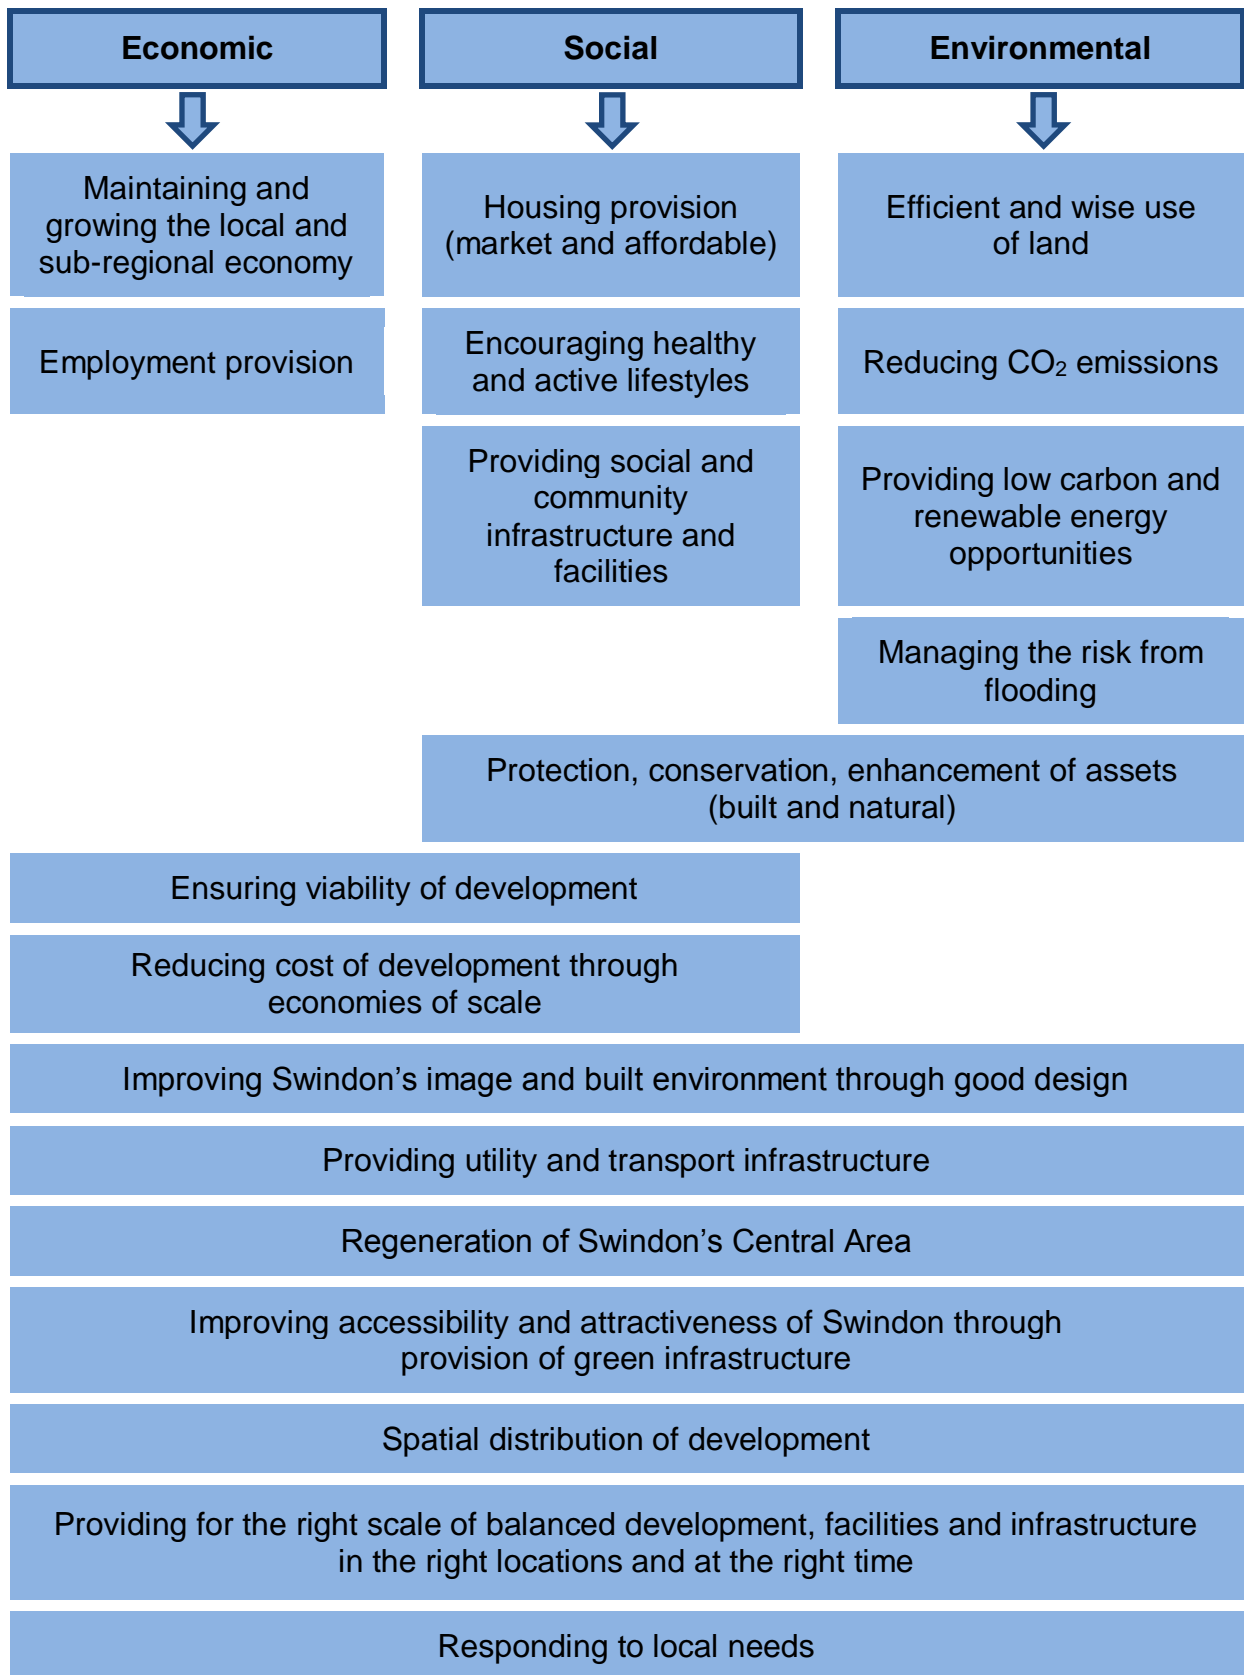 Economic
Social
Environmental
Maintaining and
growing the local and
sub-regional economy
Housing provision
(market and affordable)
Efficient and wise use
of land
Employment provision
Encouraging healthy
and active lifestyles
Reducing CO₂ emissions
Providing social and
community
infrastructure and
facilities
Providing low carbon and
renewable energy
opportunities
Managing the risk from
flooding
Protection, conservation, enhancement of assets
(built and natural)
Ensuring viability of development
Reducing cost of development through
economies of scale
Improving Swindon’s image and built environment through good design
Providing utility and transport infrastructure
Regeneration of Swindon’s Central Area
Improving accessibility and attractiveness of Swindon through
provision of green infrastructure
Spatial distribution of development
Providing for the right scale of balanced development, facilities and infrastructure
in the right locations and at the right time
Responding to local needs